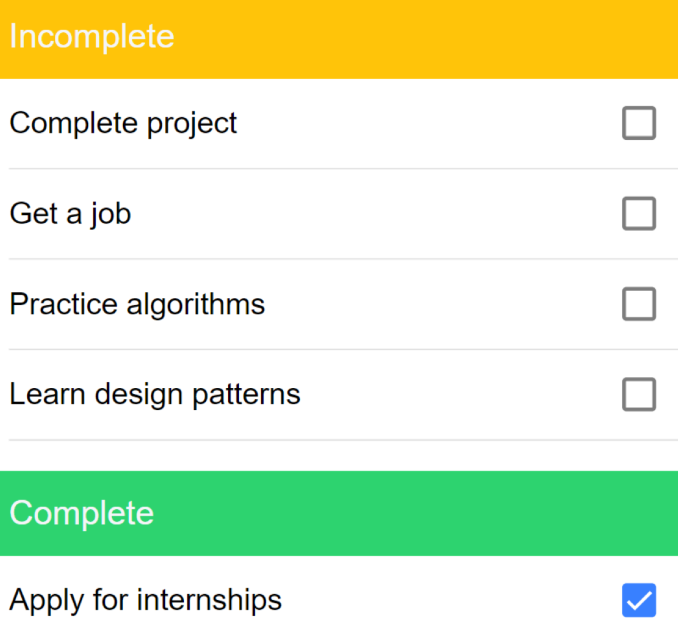 Incomplete
Complete project
Get a job
Practice algorithms
Learn design patterns
Complete
Apply for internships